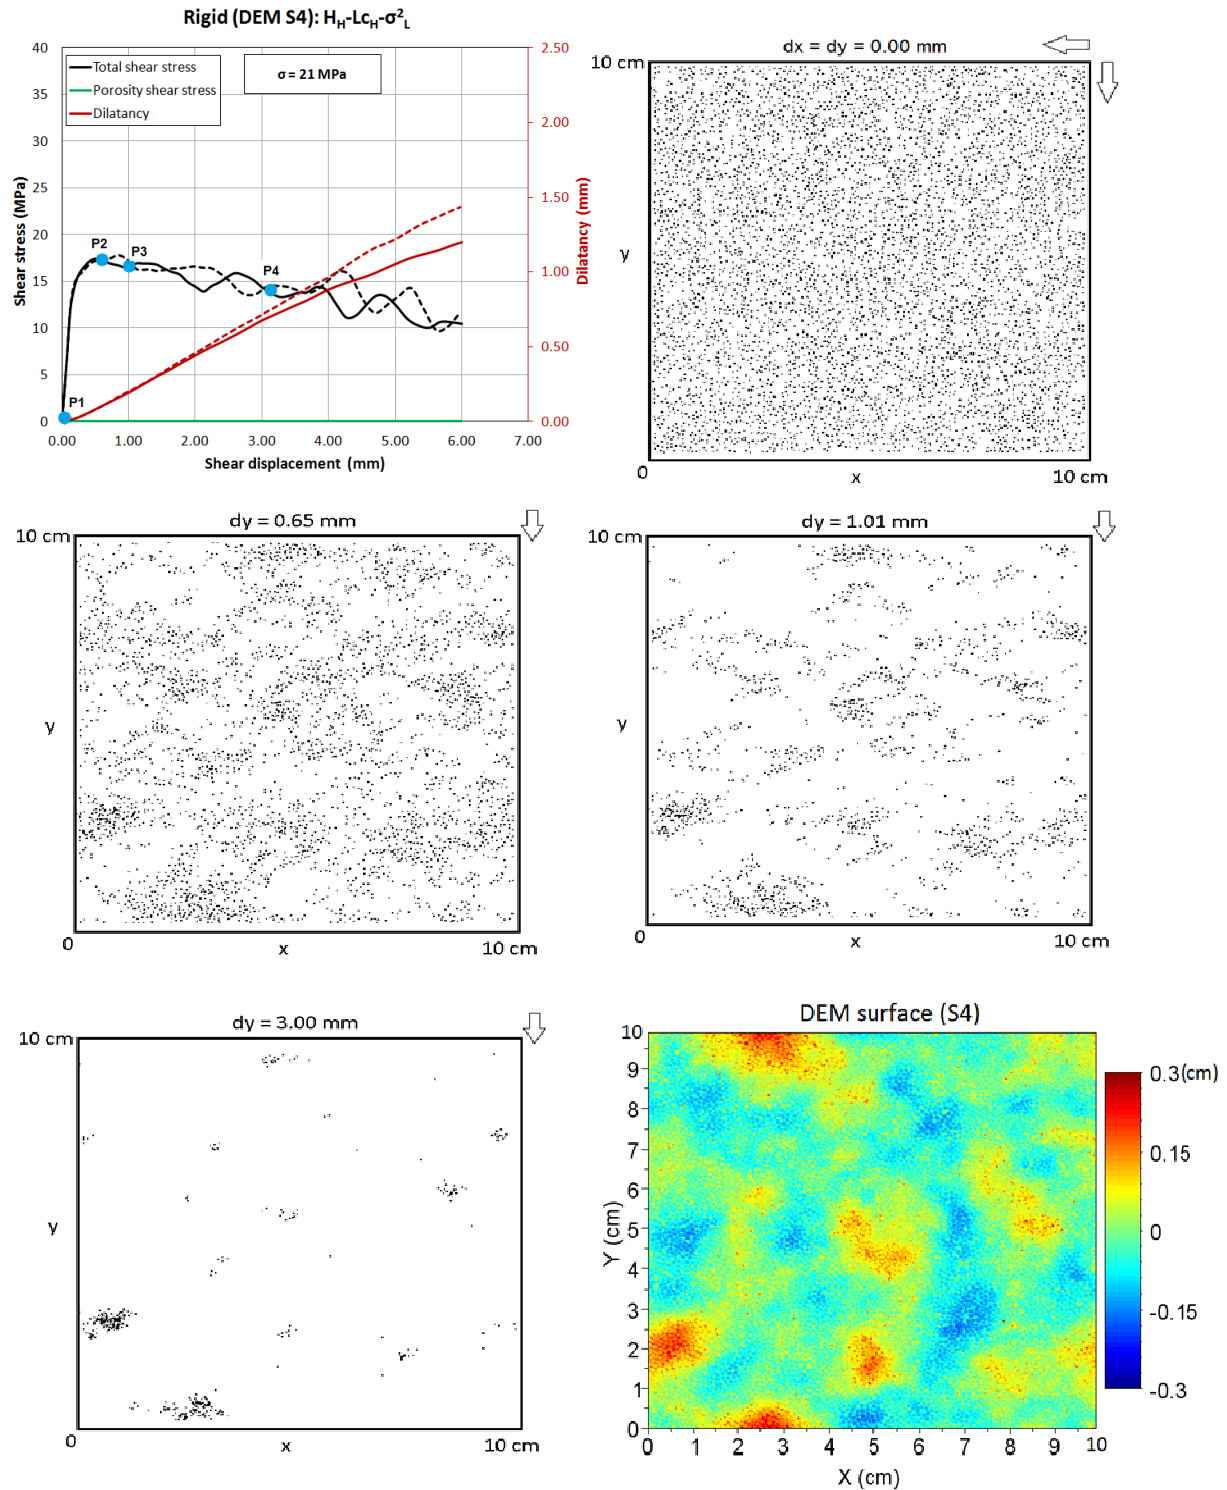 Rigid (DEM S4): H_H-Lc_H-σ²_L
40
35
30
25
20
15
10
5
0
Shear stress (MPa)
Total shear stress
Porosity shear stress
Dilatancy
σ = 21 MPa
P1
P2
P3
P4
2.50
2.00
1.50
1.00
0.50
0.00
Dilatancy (mm)
0.00 1.00 2.00 3.00 4.00 5.00 6.00 7.00
Shear displacement (mm)
dx = dy = 0.00 mm
10 cm
y
0 x 10 cm
dy = 0.65 mm
10 cm
y
0 x 10 cm
dy = 1.01 mm
10 cm
y
0 x 10 cm
dy = 3.00 mm
10 cm
y
0 x 10 cm
DEM surface (S4)
10
9
8
7
6
5
4
3
2
1
0
Y (cm)
0 1 2 3 4 5 6 7 8 9 10
X (cm)
0.3(cm)
0.15
0
-0.15
-0.3